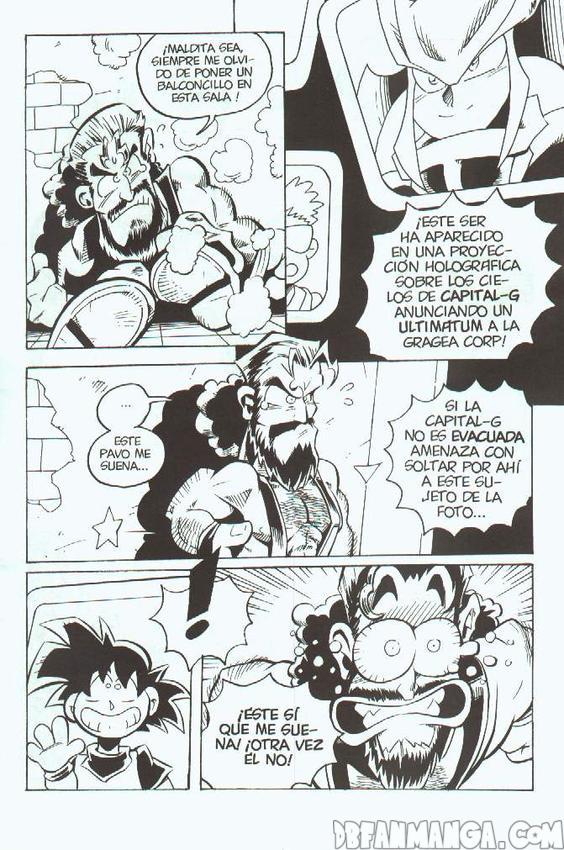 ¡MALDITA SEA,
SIEMPRE ME OLVI-
DO DE PONER UN
BALCONCILLO EN
ESTA SALA!
¡ESTE SER
HA APARECIDO
EN UNA PROYEC-
CIÓN HOLOGRÁFICA
SOBRE LOS CIE-
LOS DE CAPITAL-G
ANUNCIANDO UN
ULTIMATUM A LA
GRAGEA CORP!
...
ESTE
PAVO ME
SUENA...
SI LA
CAPITAL-G
NO ES EVACUADA
AMENAZA CON
SOLTAR POR AHÍ
A ESTE SU-
JETO DE LA
FOTO...
!
¡ESTE SÍ
QUE ME SUE-
NA! ¡OTRA VEZ
ÉL NO!
DBFANMANGA.COM